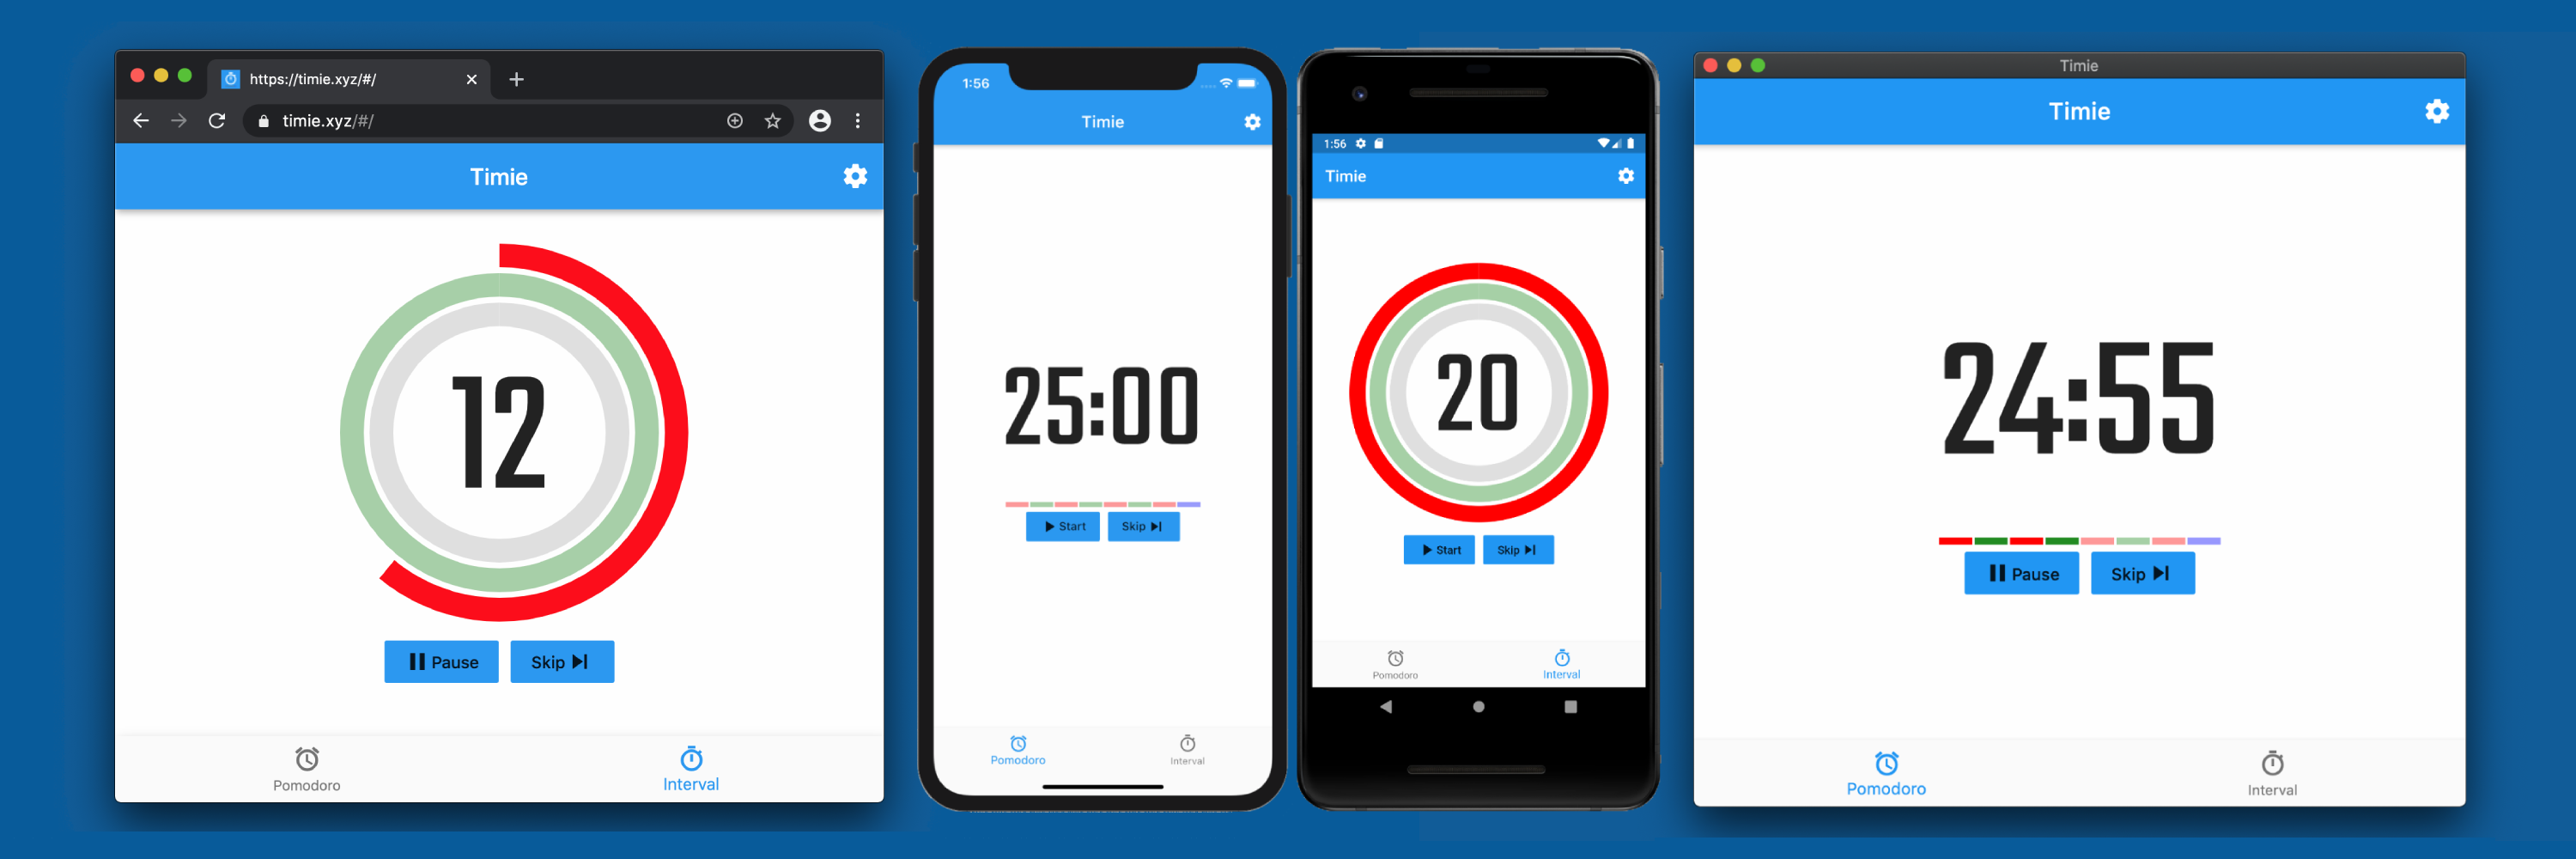 https://timie.xyz/#/
timie.xyz/#/
Timie
12
Pause
Skip
Pomodoro
Interval
1:56
Timie
25:00
Start
Skip
Pomodoro
Interval
1:56
Timie
20
Start
Skip
Pomodoro
Interval
Timie
Timie
24:55
Pause
Skip
Pomodoro
Interval